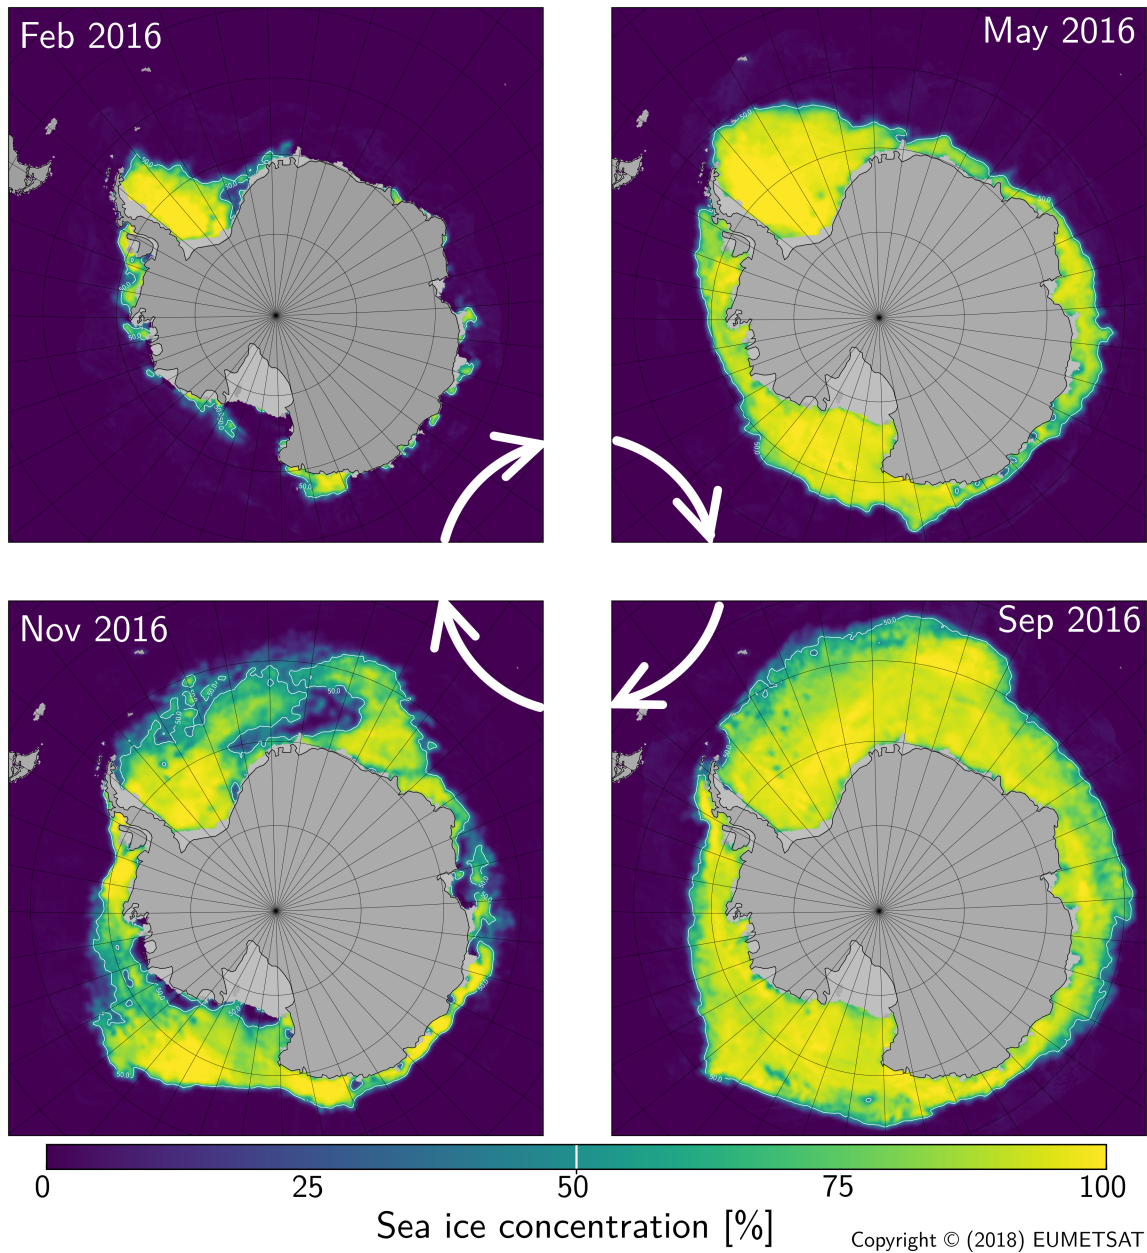 Feb 2016
May 2016
Nov 2016
Sep 2016
0 25 50 75 100
Sea ice concentration [%]
Copyright © (2018) EUMETSAT